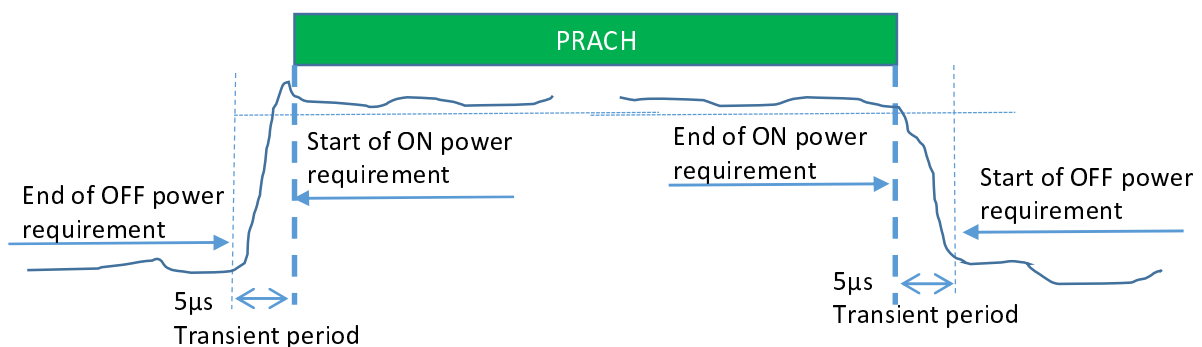 PRACH
Start of ON power
requirement
End of ON power
requirement
End of OFF power
requirement
Start of OFF power
requirement
5µs
Transient period
5µs
Transient period